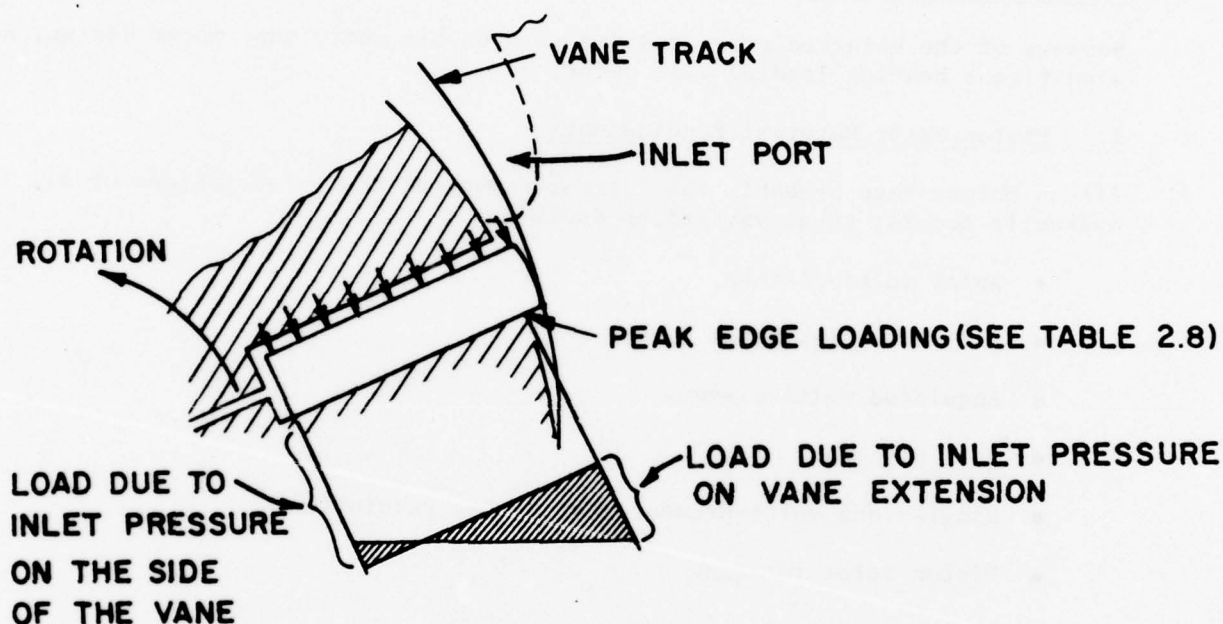 VANE TRACK
INLET PORT
ROTATION
PEAK EDGE LOADING (SEE TABLE 2.8)
LOAD DUE TO INLET PRESSURE
ON VANE EXTENSION
LOAD DUE TO
INLET PRESSURE
ON THE SIDE
OF THE VANE